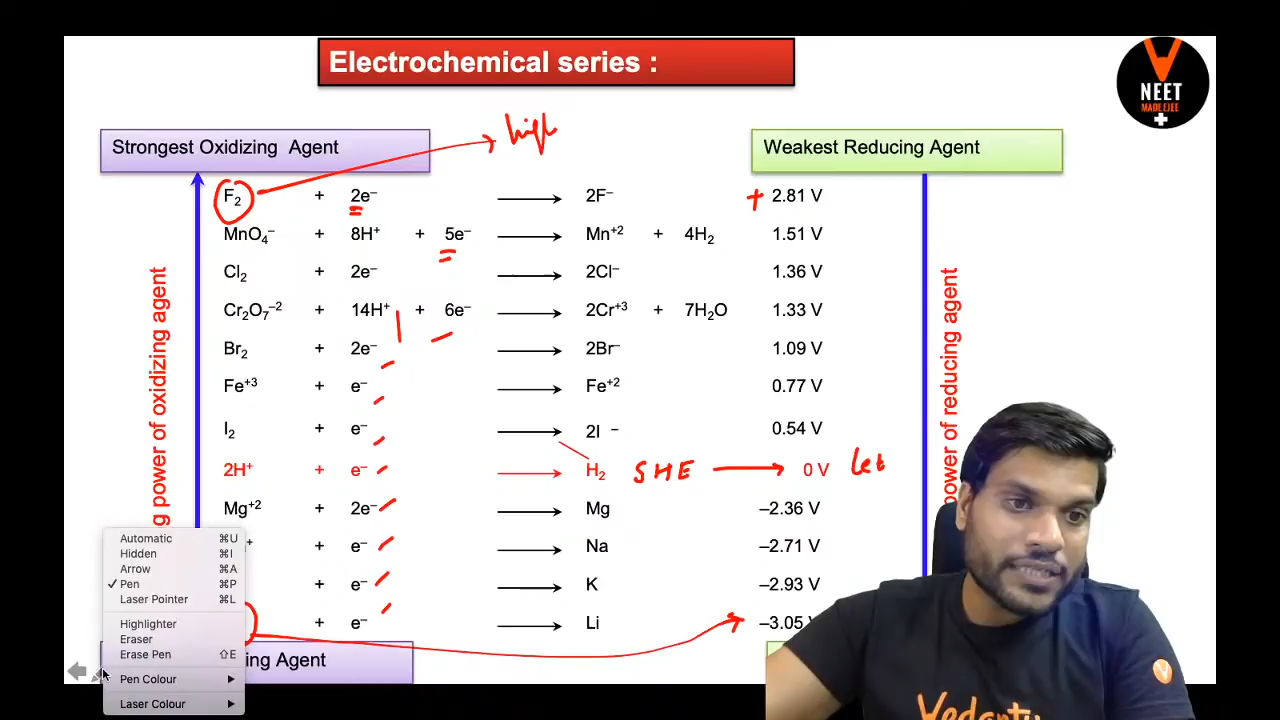 Electrochemical series :
NEET
MADE EJEE
high
Strongest Oxidizing Agent
Weakest Reducing Agent
F₂ + 2e⁻ → 2F⁻ + 2.81 V
MnO₄⁻ + 8H⁺ + 5e⁻ → Mn⁺² + 4H₂ 1.51 V
Cl₂ + 2e⁻ → 2Cl⁻ 1.36 V
Cr₂O₇⁻² + 14H⁺ + 6e⁻ → 2Cr⁺³ + 7H₂O 1.33 V
Br₂ + 2e⁻ → 2Br⁻ 1.09 V
Fe⁺³ + e⁻ → Fe⁺² 0.77 V
I₂ + e⁻ → 2I⁻ 0.54 V
2H⁺ + e⁻ → H₂ SHE → 0 V let
Mg⁺² + 2e⁻ → Mg –2.36 V
⁺ + e⁻ → Na –2.71 V
+ e⁻ → K –2.93 V
+ e⁻ → Li –3.05
power of oxidizing agent
power of reducing agent
Automatic ⌘U
Hidden ⌘I
Arrow ⌘A
✓ Pen ⌘P
Laser Pointer ⌘L
Highlighter
Eraser
Erase Pen ⇧E
Pen Colour
Laser Colour
ing Agent
Vedantu